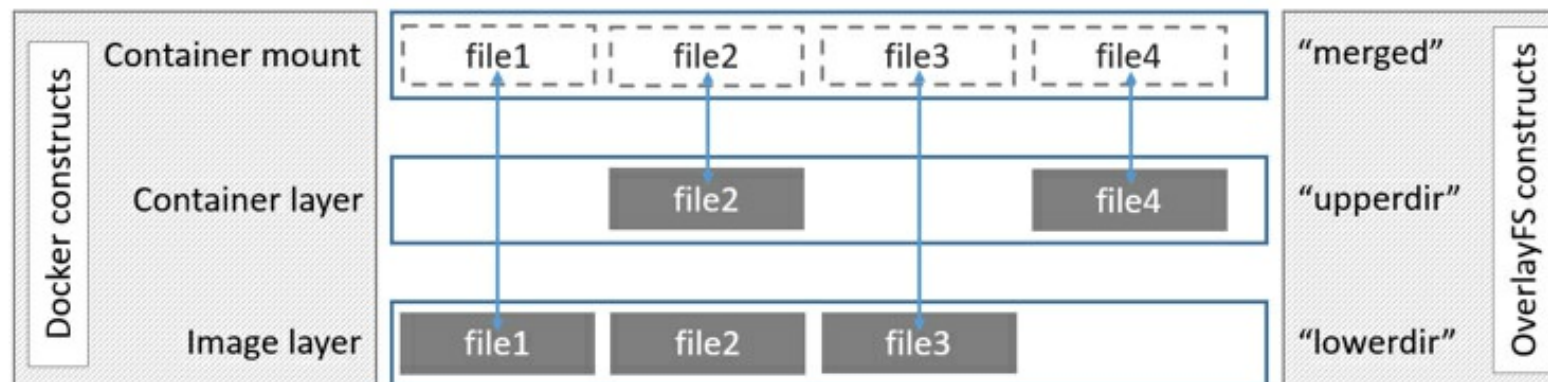 Docker constructs
Container mount
file1
file2
file3
file4
“merged”
Container layer
file2
file4
“upperdir”
Image layer
file1
file2
file3
“lowerdir”
OverlayFS constructs